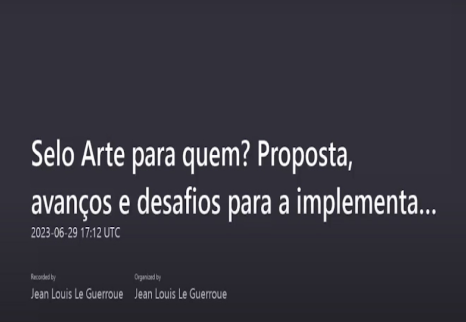 Selo Arte para quem? Proposta,
avanços e desafios para a implementa...
2023-06-29 17:12 UTC
Recorded by Organized by
Jean Louis Le Guerroue Jean Louis Le Guerroue